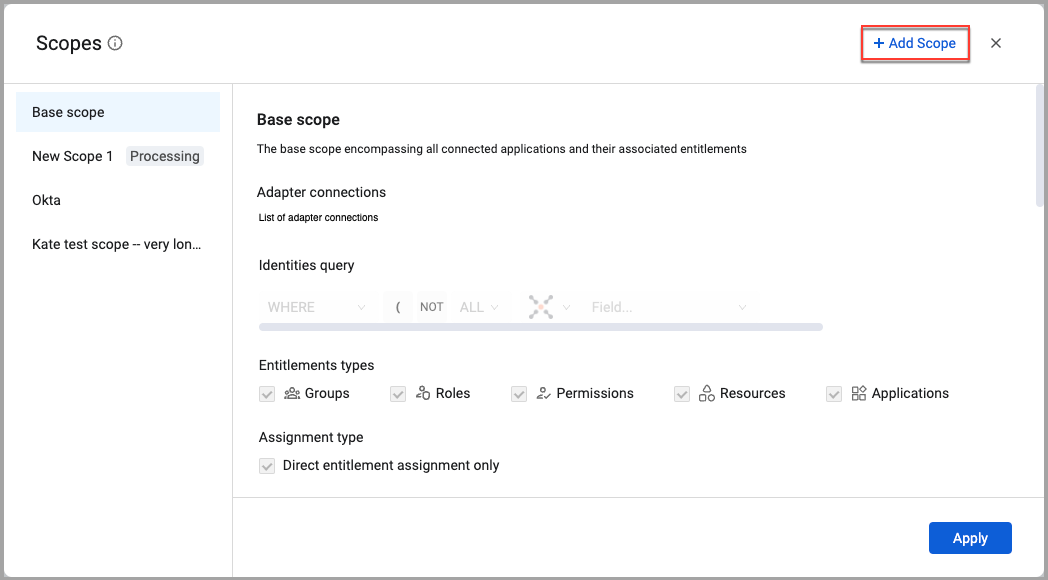 Scopes
+ Add Scope
Base scope
New Scope 1 Processing
Okta
Kate test scope -- very lon...
Base scope
The base scope encompassing all connected applications and their associated entitlements
Adapter connections
List of adapter connections
Identities query
WHERE ( NOT ALL Field...
Entitlements types
Groups Roles Permissions Resources Applications
Assignment type
Direct entitlement assignment only
Apply